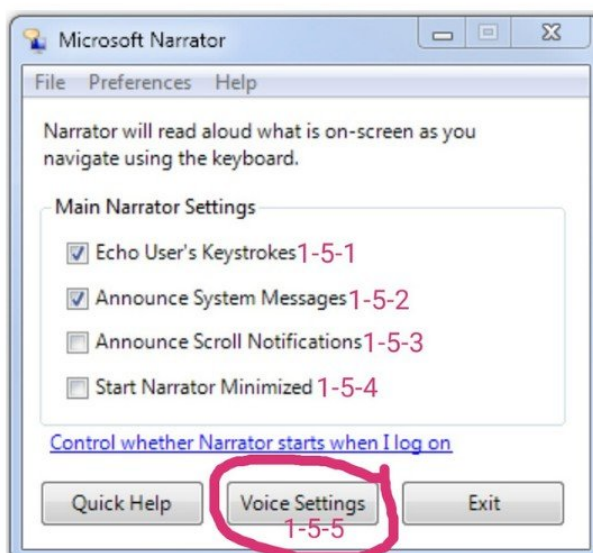 Microsoft Narrator
File Preferences Help
Narrator will read aloud what is on-screen as you
navigate using the keyboard.
Main Narrator Settings
Echo User's Keystrokes 1-5-1
Announce System Messages 1-5-2
Announce Scroll Notifications 1-5-3
Start Narrator Minimized 1-5-4
Control whether Narrator starts when I log on
Quick Help Voice Settings Exit
1-5-5